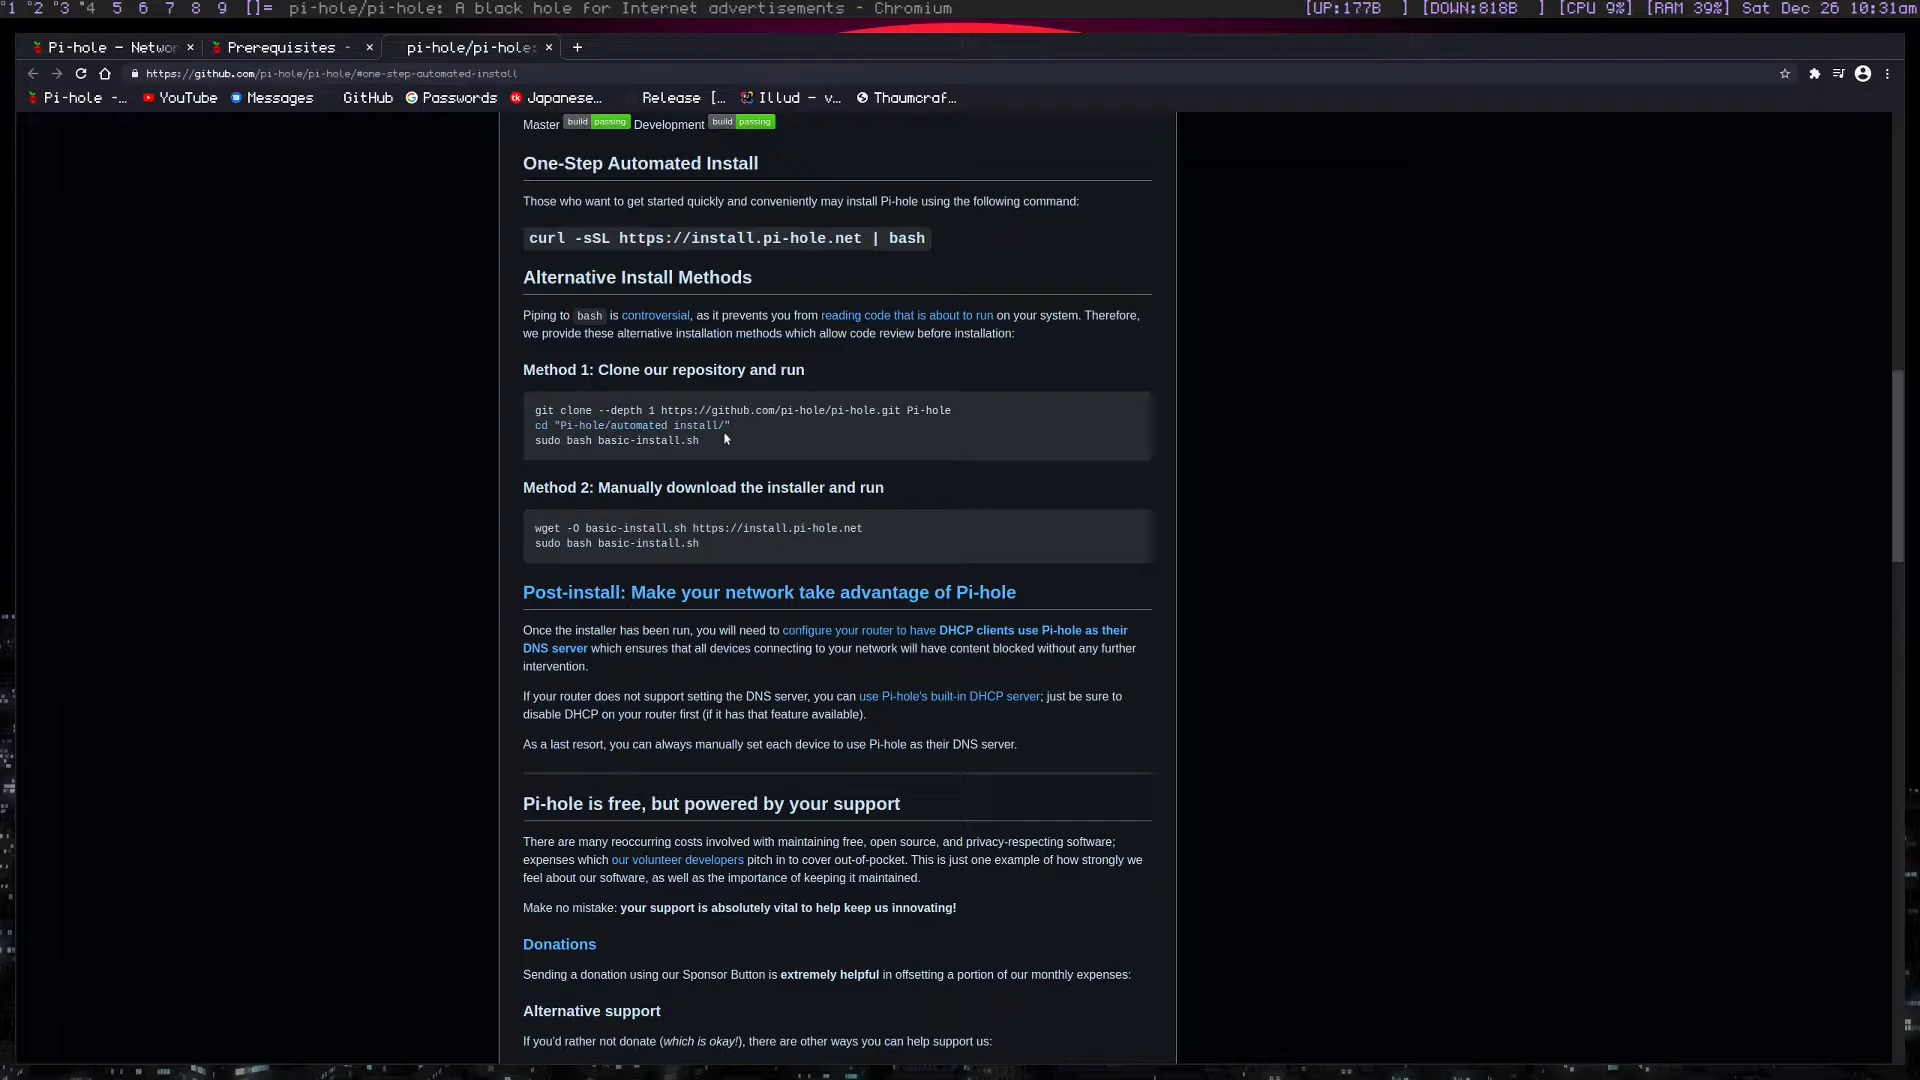 °1 °2 °3 "4 5 6 7 8 9 []= pi-hole/pi-hole: A black hole for Internet advertisements - Chromium [UP:177B ] [DOWN:818B ] [CPU 9%] [RAM 39%] Sat Dec 26 10:31am
Pi-hole – Networ × Prerequisites - × pi-hole/pi-hole: × +
https://github.com/pi-hole/pi-hole/#one-step-automated-install
Pi-hole -… YouTube Messages GitHub Passwords Japanese… Release [… Illud – v… Thaumcraf…
Master build passing Development build passing
One-Step Automated Install
Those who want to get started quickly and conveniently may install Pi-hole using the following command:
curl -sSL https://install.pi-hole.net | bash
Alternative Install Methods
Piping to bash is controversial, as it prevents you from reading code that is about to run on your system. Therefore,
we provide these alternative installation methods which allow code review before installation:
Method 1: Clone our repository and run
git clone --depth 1 https://github.com/pi-hole/pi-hole.git Pi-hole
cd "Pi-hole/automated install/"
sudo bash basic-install.sh
Method 2: Manually download the installer and run
wget -O basic-install.sh https://install.pi-hole.net
sudo bash basic-install.sh
Post-install: Make your network take advantage of Pi-hole
Once the installer has been run, you will need to configure your router to have DHCP clients use Pi-hole as their
DNS server which ensures that all devices connecting to your network will have content blocked without any further
intervention.
If your router does not support setting the DNS server, you can use Pi-hole's built-in DHCP server; just be sure to
disable DHCP on your router first (if it has that feature available).
As a last resort, you can always manually set each device to use Pi-hole as their DNS server.
Pi-hole is free, but powered by your support
There are many reoccurring costs involved with maintaining free, open source, and privacy-respecting software;
expenses which our volunteer developers pitch in to cover out-of-pocket. This is just one example of how strongly we
feel about our software, as well as the importance of keeping it maintained.
Make no mistake: your support is absolutely vital to help keep us innovating!
Donations
Sending a donation using our Sponsor Button is extremely helpful in offsetting a portion of our monthly expenses:
Alternative support
If you'd rather not donate (which is okay!), there are other ways you can help support us: